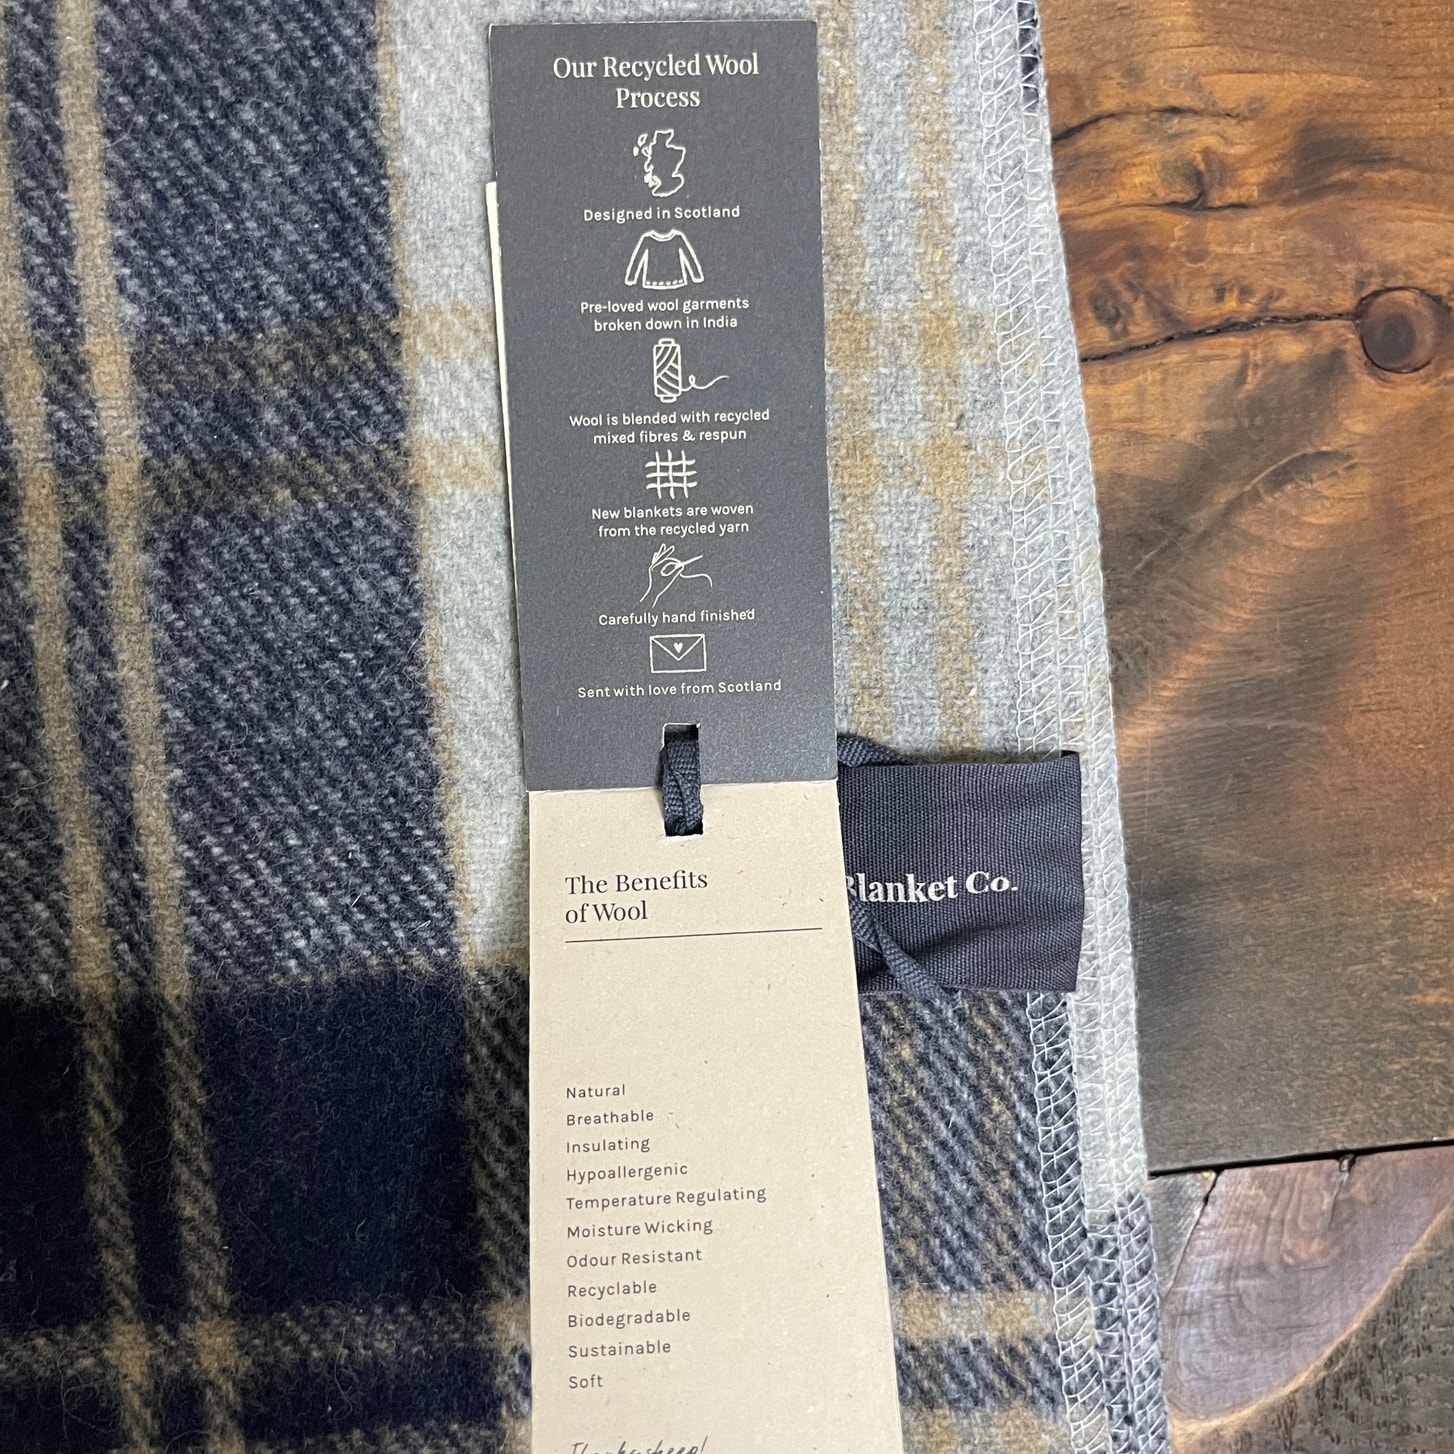 Our Recycled Wool
Process
Designed in Scotland
Pre-loved wool garments
broken down in India
Wool is blended with recycled
mixed fibres & respun
New blankets are woven
from the recycled yarn
Carefully hand finished
Sent with love from Scotland
Blanket Co.
The Benefits
of Wool
Natural
Breathable
Insulating
Hypoallergenic
Temperature Regulating
Moisture Wicking
Odour Resistant
Recyclable
Biodegradable
Sustainable
Soft
Thanks, sheep!